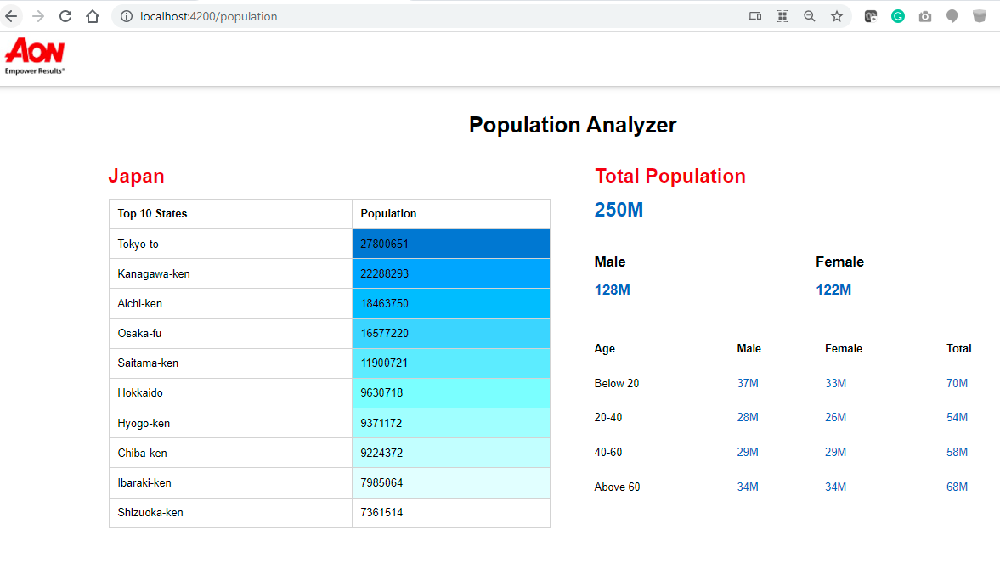 localhost:4200/population
AON
Empower Results®
Population Analyzer
Japan
Top 10 States Population
Tokyo-to 27800651
Kanagawa-ken 22288293
Aichi-ken 18463750
Osaka-fu 16577220
Saitama-ken 11900721
Hokkaido 9630718
Hyogo-ken 9371172
Chiba-ken 9224372
Ibaraki-ken 7985064
Shizuoka-ken 7361514
Total Population
250M
Male Female
128M 122M
Age Male Female Total
Below 20 37M 33M 70M
20-40 28M 26M 54M
40-60 29M 29M 58M
Above 60 34M 34M 68M